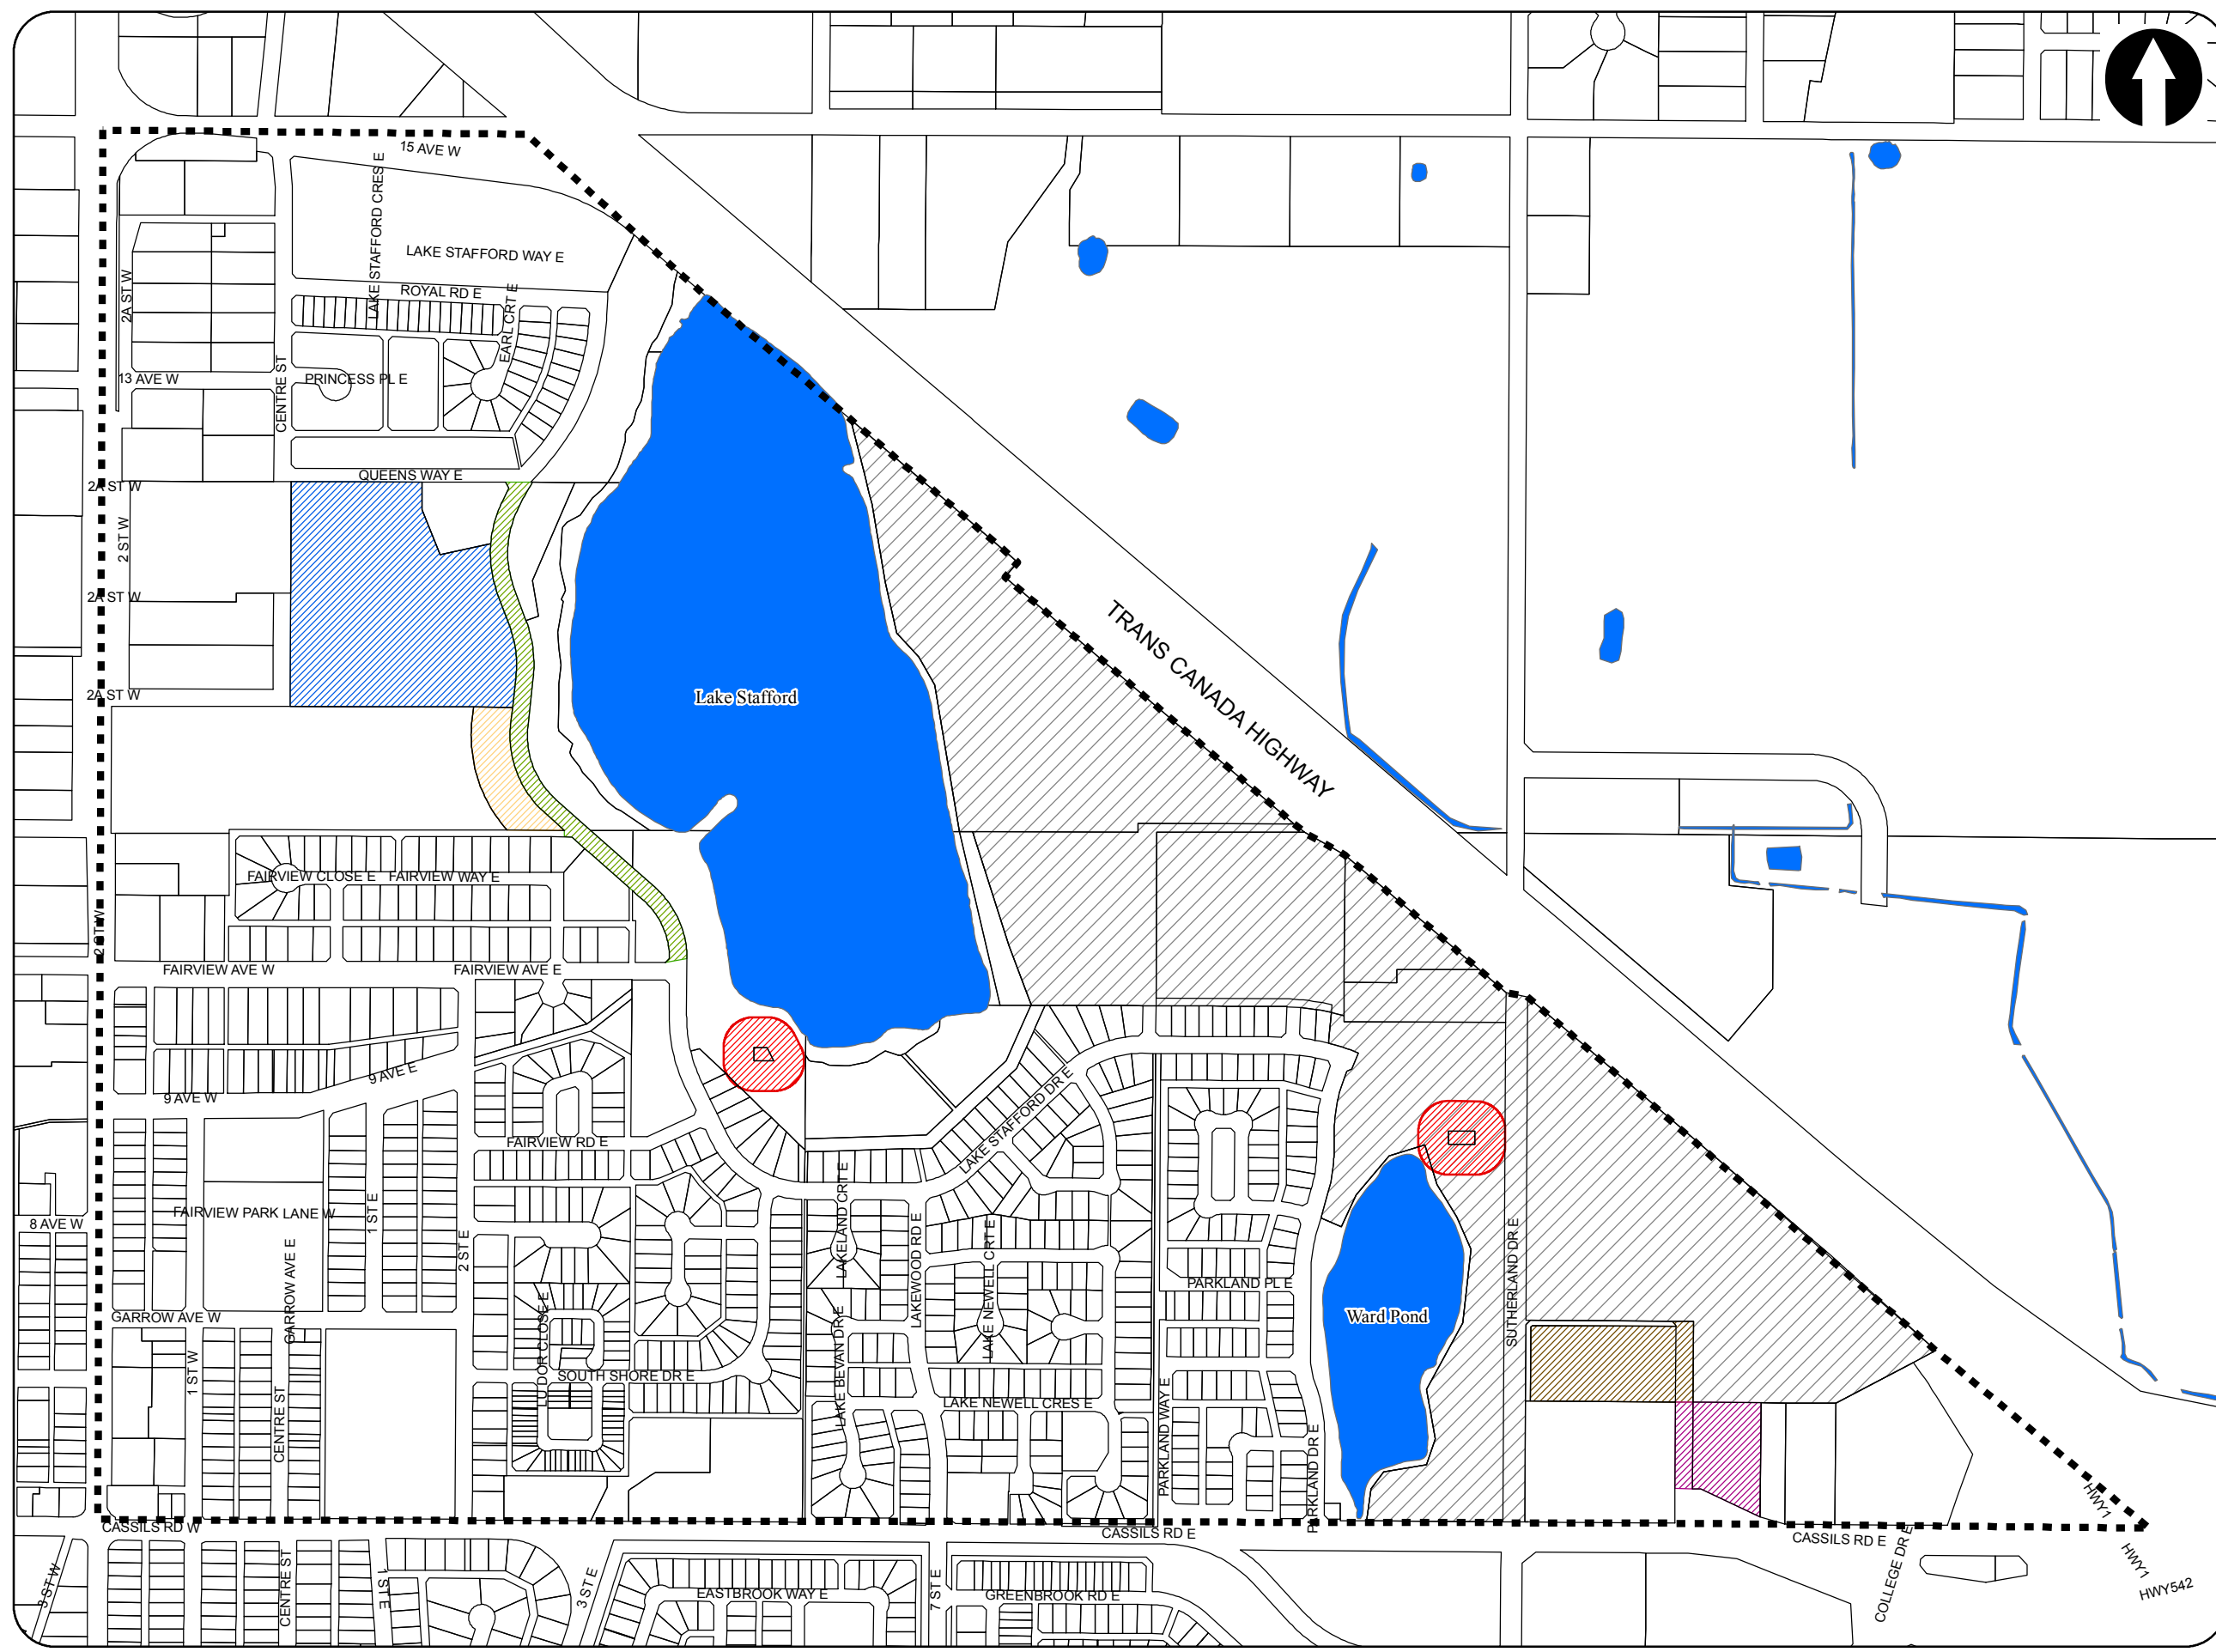 15 AVE W
LAKE STAFFORD CRES E
LAKE STAFFORD WAY E
ROYAL RD E
EARL CRT E
2A ST W
13 AVE W
CENTRE ST
PRINCESS PL E
QUEENS WAY E
2A ST W
2 ST W
2A ST W
2A ST W
Lake Stafford
TRANS CANADA HIGHWAY
FAIRVIEW CLOSE E
FAIRVIEW WAY E
2 ST W
FAIRVIEW AVE W
FAIRVIEW AVE E
9 AVE E
9 AVE W
FAIRVIEW RD E
LAKE STAFFORD DR E
8 AVE W
FAIRVIEW PARK LANE W
1 ST E
2 ST E
GARROW AVE E
LAKELAND CRT E
LAKEWOOD RD E
LAKE NEWELL CRT E
PARKLAND PL E
SUTHERLAND DR E
Ward Pond
GARROW AVE W
1 ST W
CENTRE ST
TUDOR CLOSE E
SOUTH SHORE DR E
LAKE BEVAN DR E
LAKE NEWELL CRES E
PARKLAND WAY E
PARKLAND DR E
CASSILS RD W
CASSILS RD E
CASSILS RD E
HWY1
HWY1
HWY542
COLLEGE DR E
3 ST W
CENTRE ST
1 ST E
3 ST E
EASTBROOK WAY E
7 ST E
GREENBROOK RD E